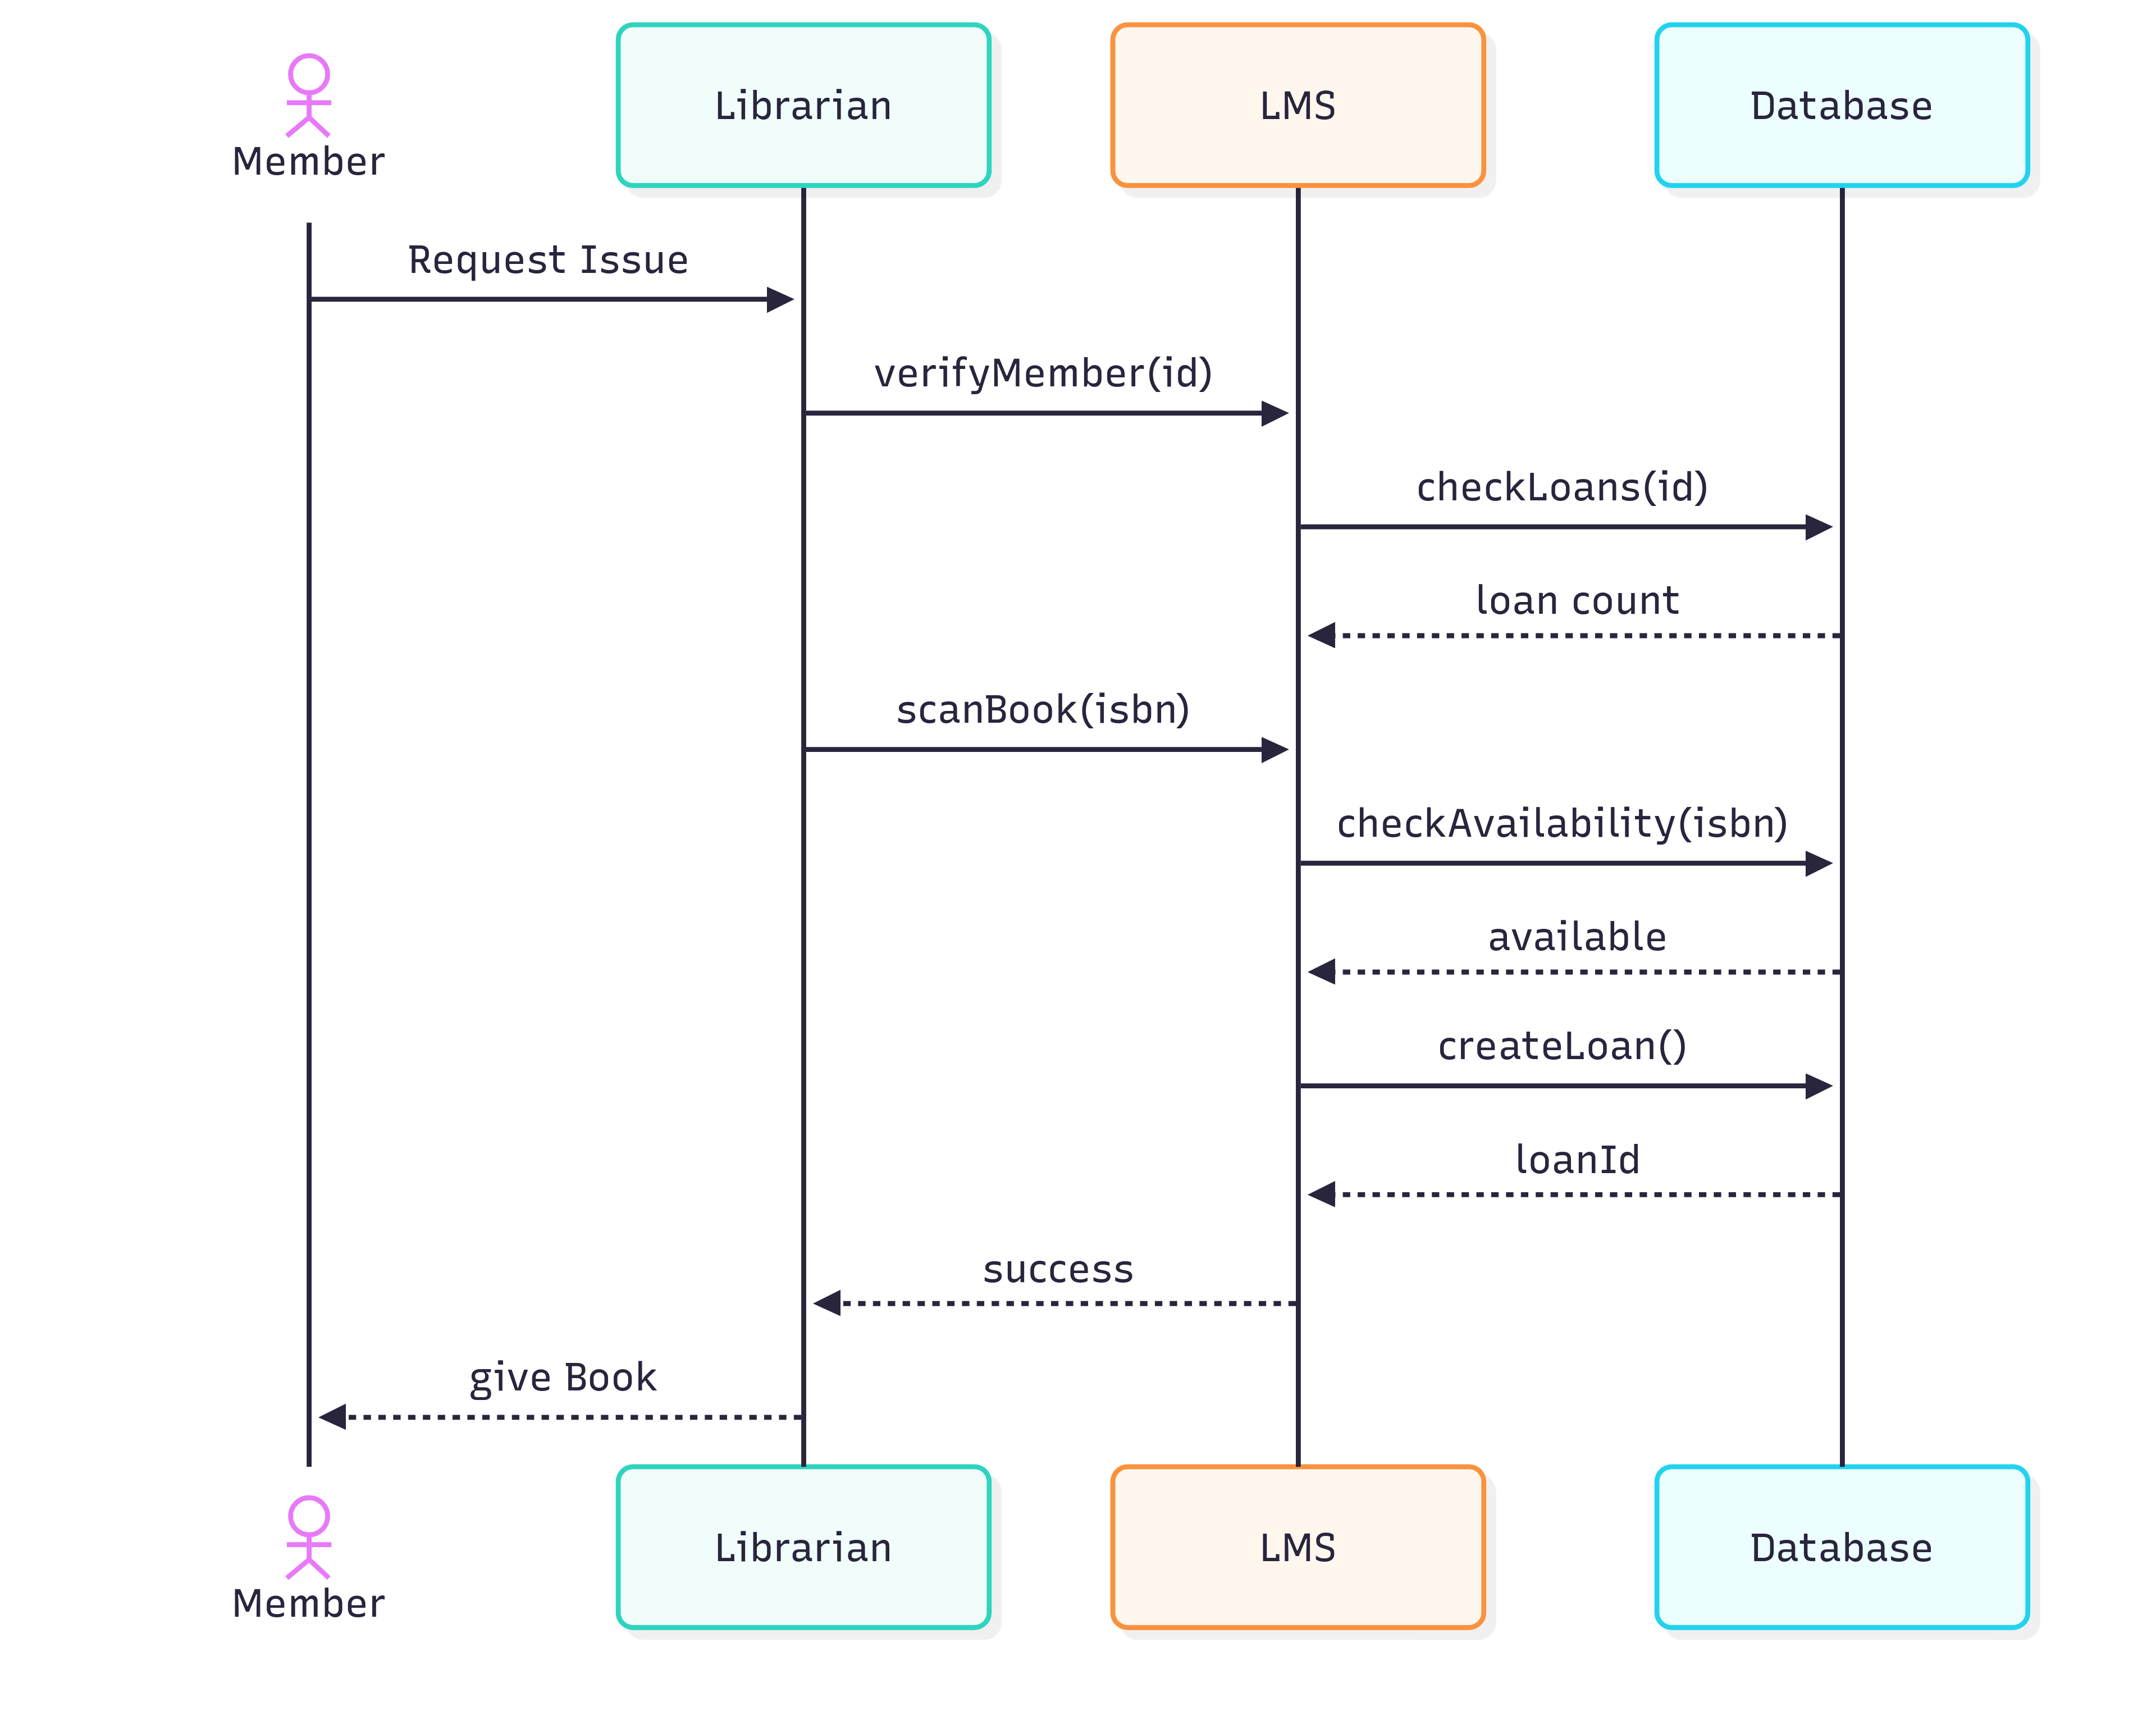 Member
Librarian
LMS
Database
Request Issue
verifyMember(id)
checkLoans(id)
loan count
scanBook(isbn)
checkAvailability(isbn)
available
createLoan()
loanId
success
give Book
Member
Librarian
LMS
Database